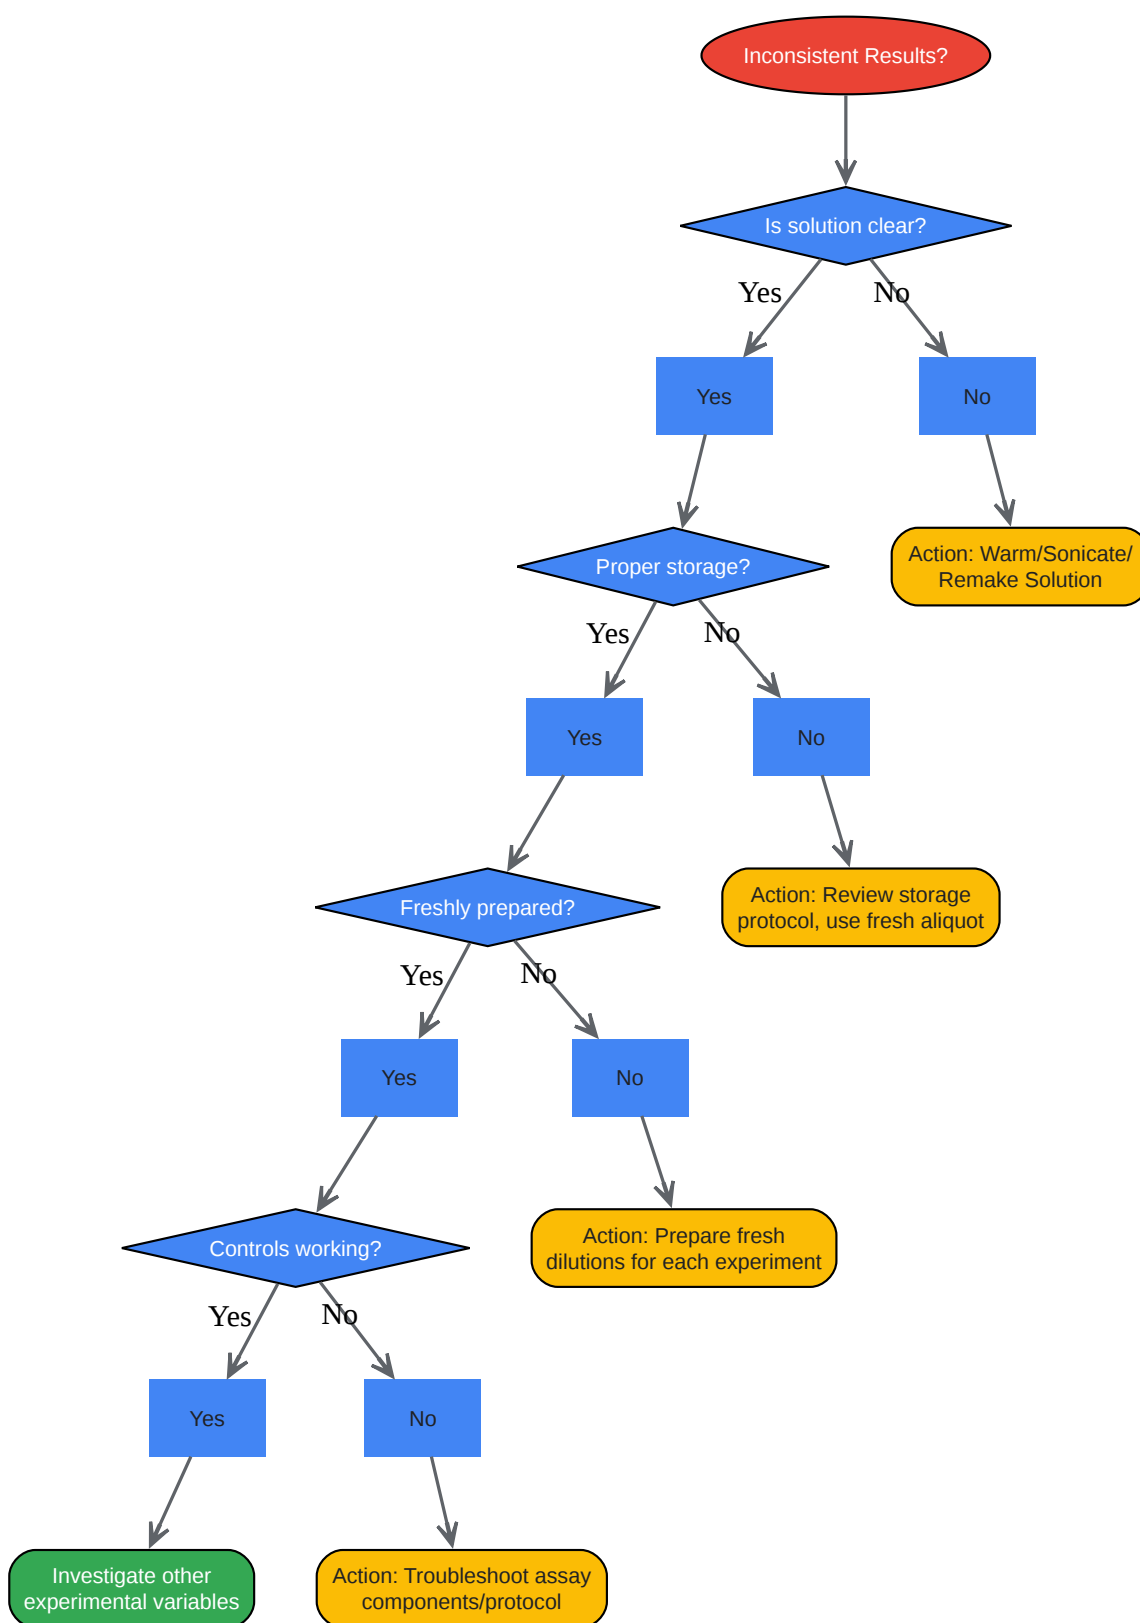 Inconsistent Results?
Is solution clear?
Yes
No
Yes
No
Proper storage?
Action: Warm/Sonicate/
Remake Solution
Yes
No
Yes
No
Freshly prepared?
Action: Review storage
protocol, use fresh aliquot
Yes
No
Yes
No
Controls working?
Action: Prepare fresh
dilutions for each experiment
Yes
No
Yes
No
Investigate other
experimental variables
Action: Troubleshoot assay
components/protocol